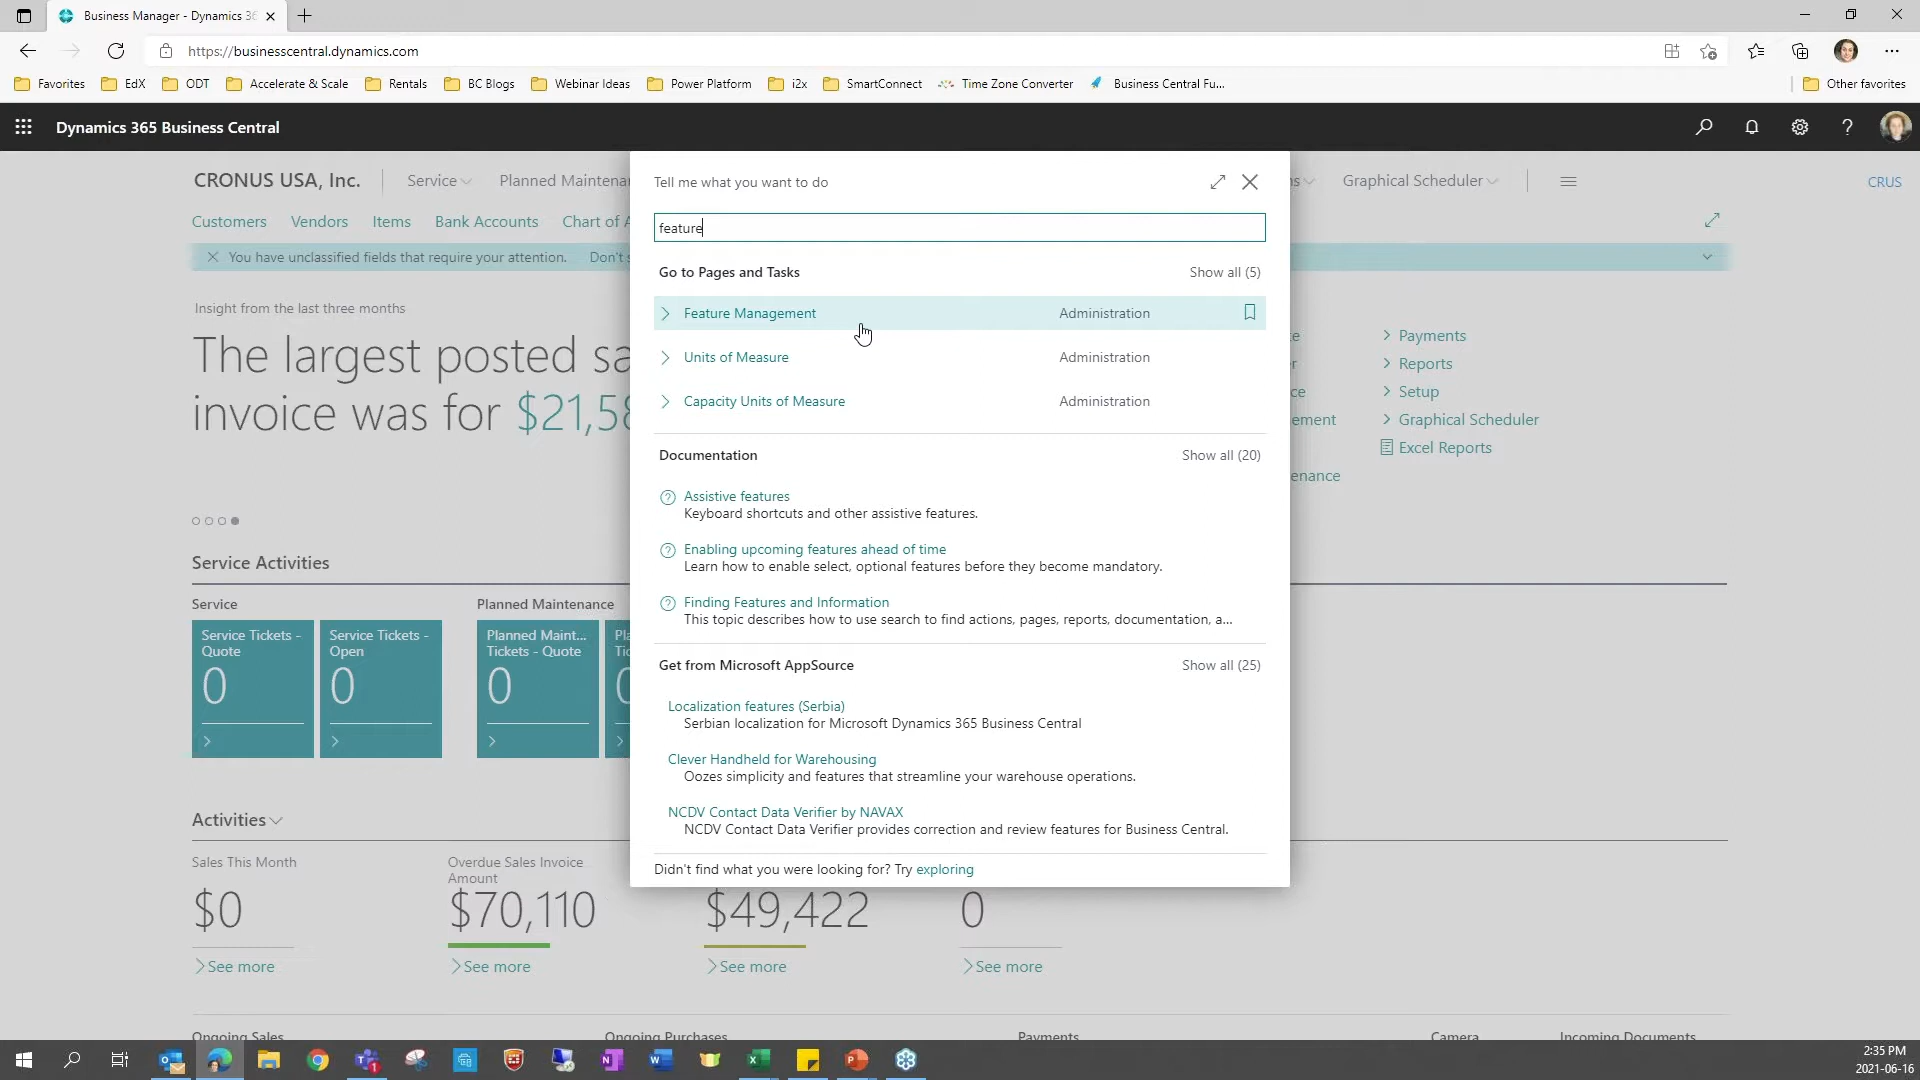 Business Manager - Dynamics 36
https://businesscentral.dynamics.com
Favorites
EdX
ODT
Accelerate & Scale
Rentals
BC Blogs
Webinar Ideas
Power Platform
i2x
SmartConnect
Time Zone Converter
Business Central Fu...
Other favorites
Dynamics 365 Business Central
CRONUS USA, Inc.
Service
Planned Maintena
Graphical Scheduler
CRUS
Customers
Vendors
Items
Bank Accounts
Chart of A
You have unclassified fields that require your attention.
Don't s
Insight from the last three months
The largest posted sa
invoice was for $21,58
Tell me what you want to do
feature
Go to Pages and Tasks
Show all (5)
Feature Management
Administration
Units of Measure
Administration
Capacity Units of Measure
Administration
Documentation
Show all (20)
Assistive features
Keyboard shortcuts and other assistive features.
Enabling upcoming features ahead of time
Learn how to enable select, optional features before they become mandatory.
Finding Features and Information
This topic describes how to use search to find actions, pages, reports, documentation, a...
Get from Microsoft AppSource
Show all (25)
Localization features (Serbia)
Serbian localization for Microsoft Dynamics 365 Business Central
Clever Handheld for Warehousing
Oozes simplicity and features that streamline your warehouse operations.
NCDV Contact Data Verifier by NAVAX
NCDV Contact Data Verifier provides correction and review features for Business Central.
Didn't find what you were looking for? Try exploring
ement
enance
Payments
Reports
Setup
Graphical Scheduler
Excel Reports
Service Activities
Service
Planned Maintenance
Service Tickets -
Quote
0
Service Tickets -
Open
0
Planned Maint...
Tickets - Quote
0
Activities
Sales This Month
$0
See more
Overdue Sales Invoice
Amount
$70,110
See more
$49,422
See more
0
See more
Ongoing Sales
Ongoing Purchases
Payments
Camera
Incoming Documents
2:35 PM
2021-06-16